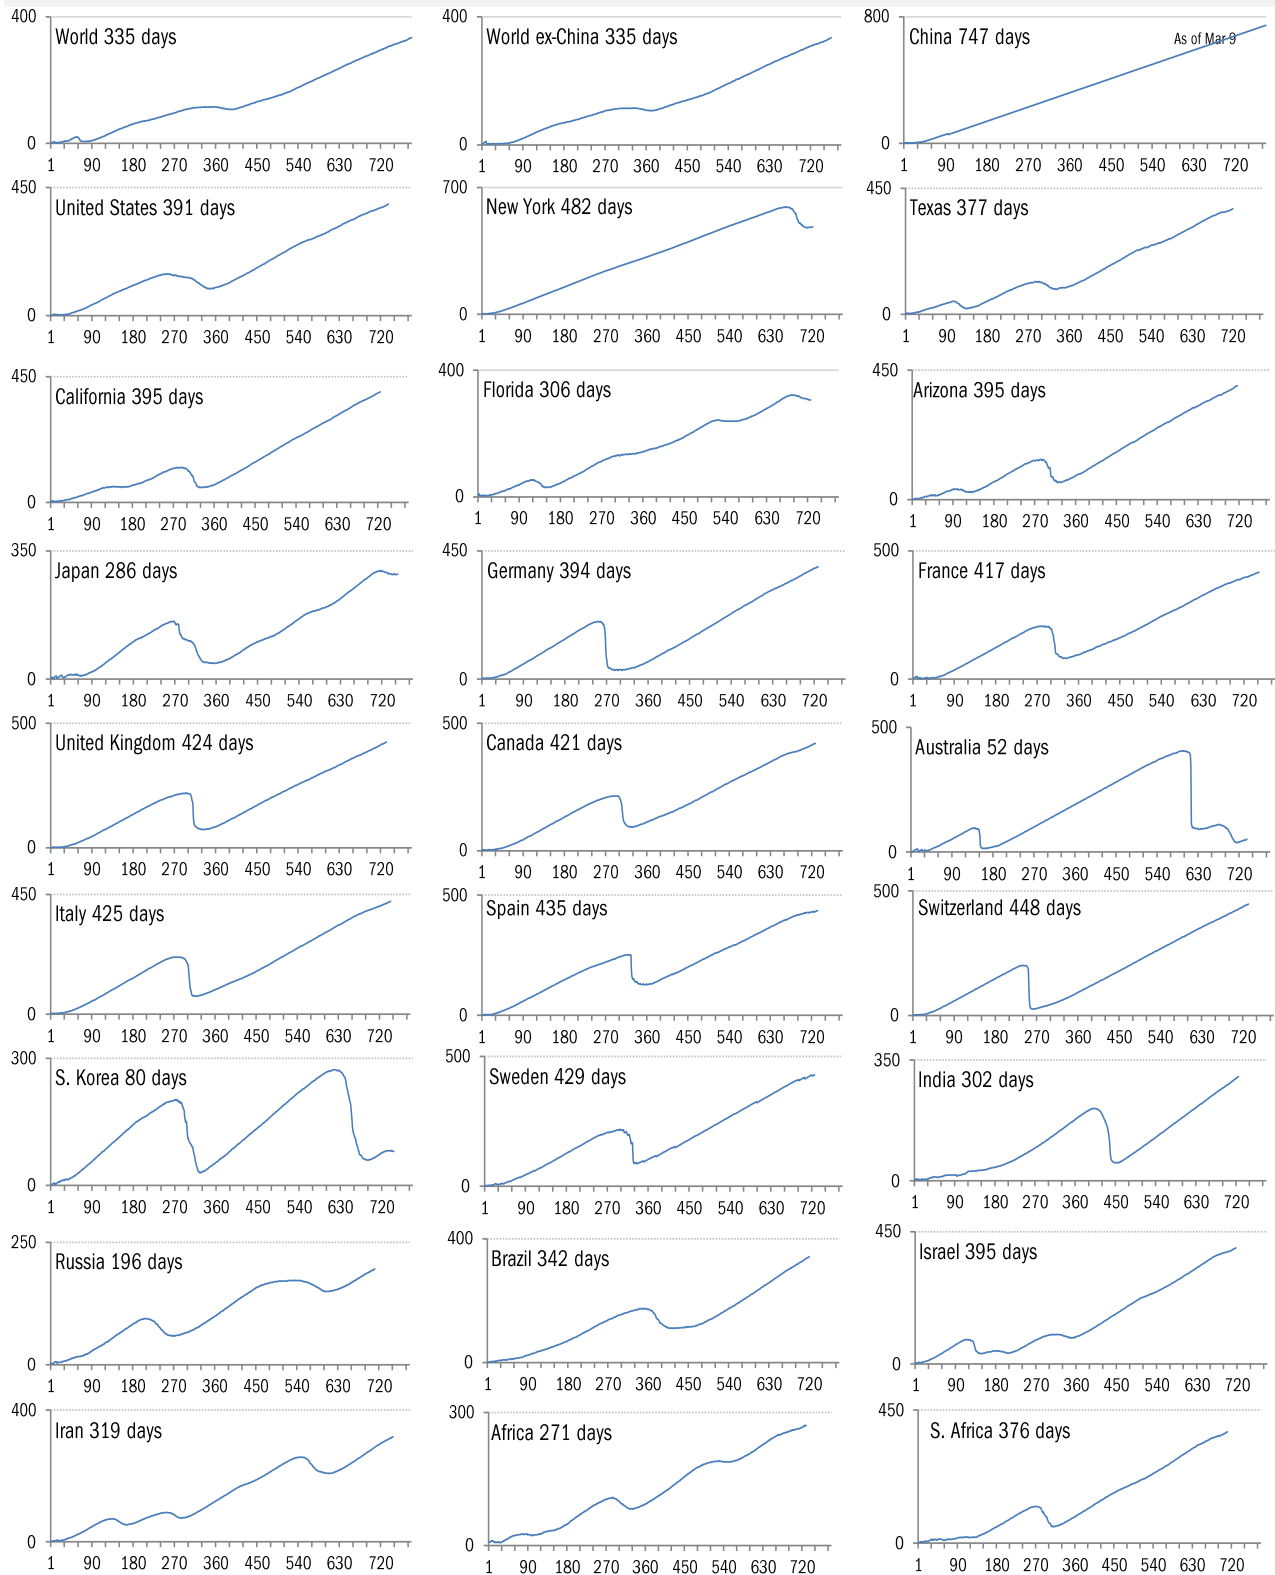 400 World 335 days 0 1 90 180 270 360 450 540 630 720
400 World ex-China 335 days 0 1 90 180 270 360 450 540 630 720
800 China 747 days As of Mar 9 0 1 90 180 270 360 450 540 630 720
450 United States 391 days 0 1 90 180 270 360 450 540 630 720
700 New York 482 days 0 1 90 180 270 360 450 540 630 720
450 Texas 377 days 0 1 90 180 270 360 450 540 630 720
450 California 395 days 0 1 90 180 270 360 450 540 630 720
400 Florida 306 days 0 1 90 180 270 360 450 540 630 720
450 Arizona 395 days 0 1 90 180 270 360 450 540 630 720
350 Japan 286 days 0 1 90 180 270 360 450 540 630 720
450 Germany 394 days 0 1 90 180 270 360 450 540 630 720
500 France 417 days 0 1 90 180 270 360 450 540 630 720
500 United Kingdom 424 days 0 1 90 180 270 360 450 540 630 720
500 Canada 421 days 0 1 90 180 270 360 450 540 630 720
500 Australia 52 days 0 1 90 180 270 360 450 540 630 720
450 Italy 425 days 0 1 90 180 270 360 450 540 630 720
500 Spain 435 days 0 1 90 180 270 360 450 540 630 720
500 Switzerland 448 days 0 1 90 180 270 360 450 540 630 720
300 S. Korea 80 days 0 1 90 180 270 360 450 540 630 720
500 Sweden 429 days 0 1 90 180 270 360 450 540 630 720
350 India 302 days 0 1 90 180 270 360 450 540 630 720
250 Russia 196 days 0 1 90 180 270 360 450 540 630 720
400 Brazil 342 days 0 1 90 180 270 360 450 540 630 720
450 Israel 395 days 0 1 90 180 270 360 450 540 630 720
400 Iran 319 days 0 1 90 180 270 360 450 540 630 720
300 Africa 271 days 0 1 90 180 270 360 450 540 630 720
450 S. Africa 376 days 0 1 90 180 270 360 450 540 630 720